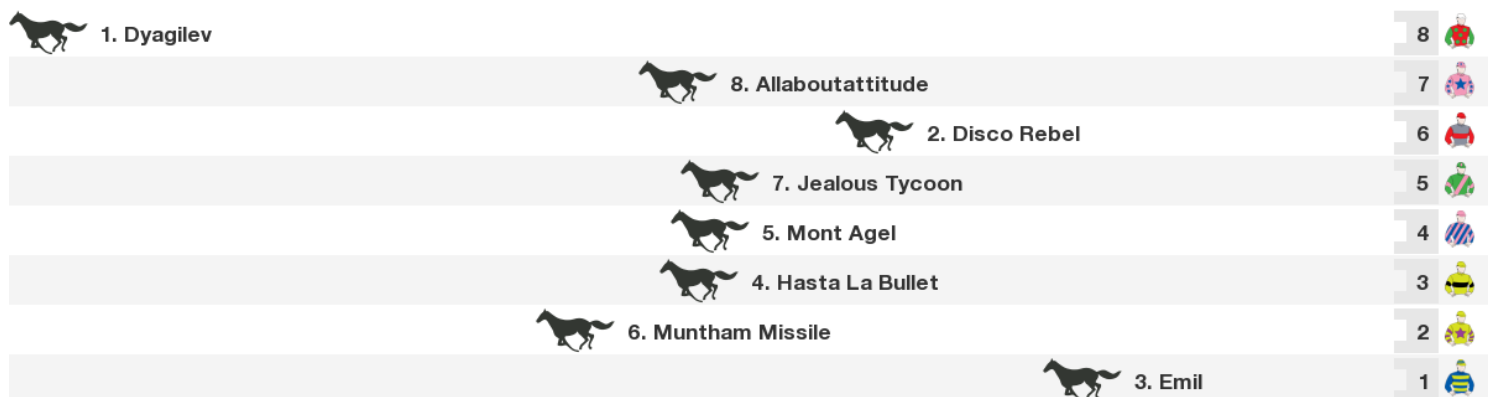 1. Dyagilev 8
8. Allaboutattitude 7
2. Disco Rebel 6
7. Jealous Tycoon 5
5. Mont Agel 4
4. Hasta La Bullet 3
6. Muntham Missile 2
3. Emil 1